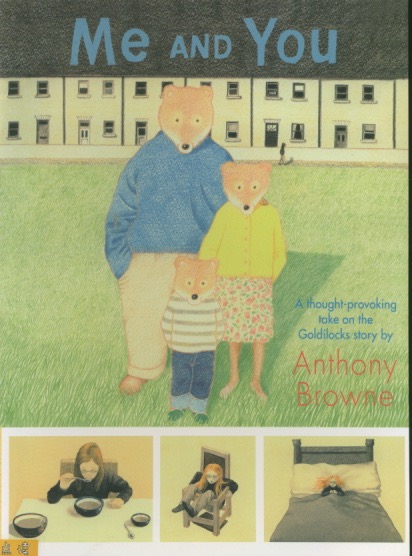 Me AND You
A thought-provoking
take on the
Goldilocks story by
Anthony
Browne